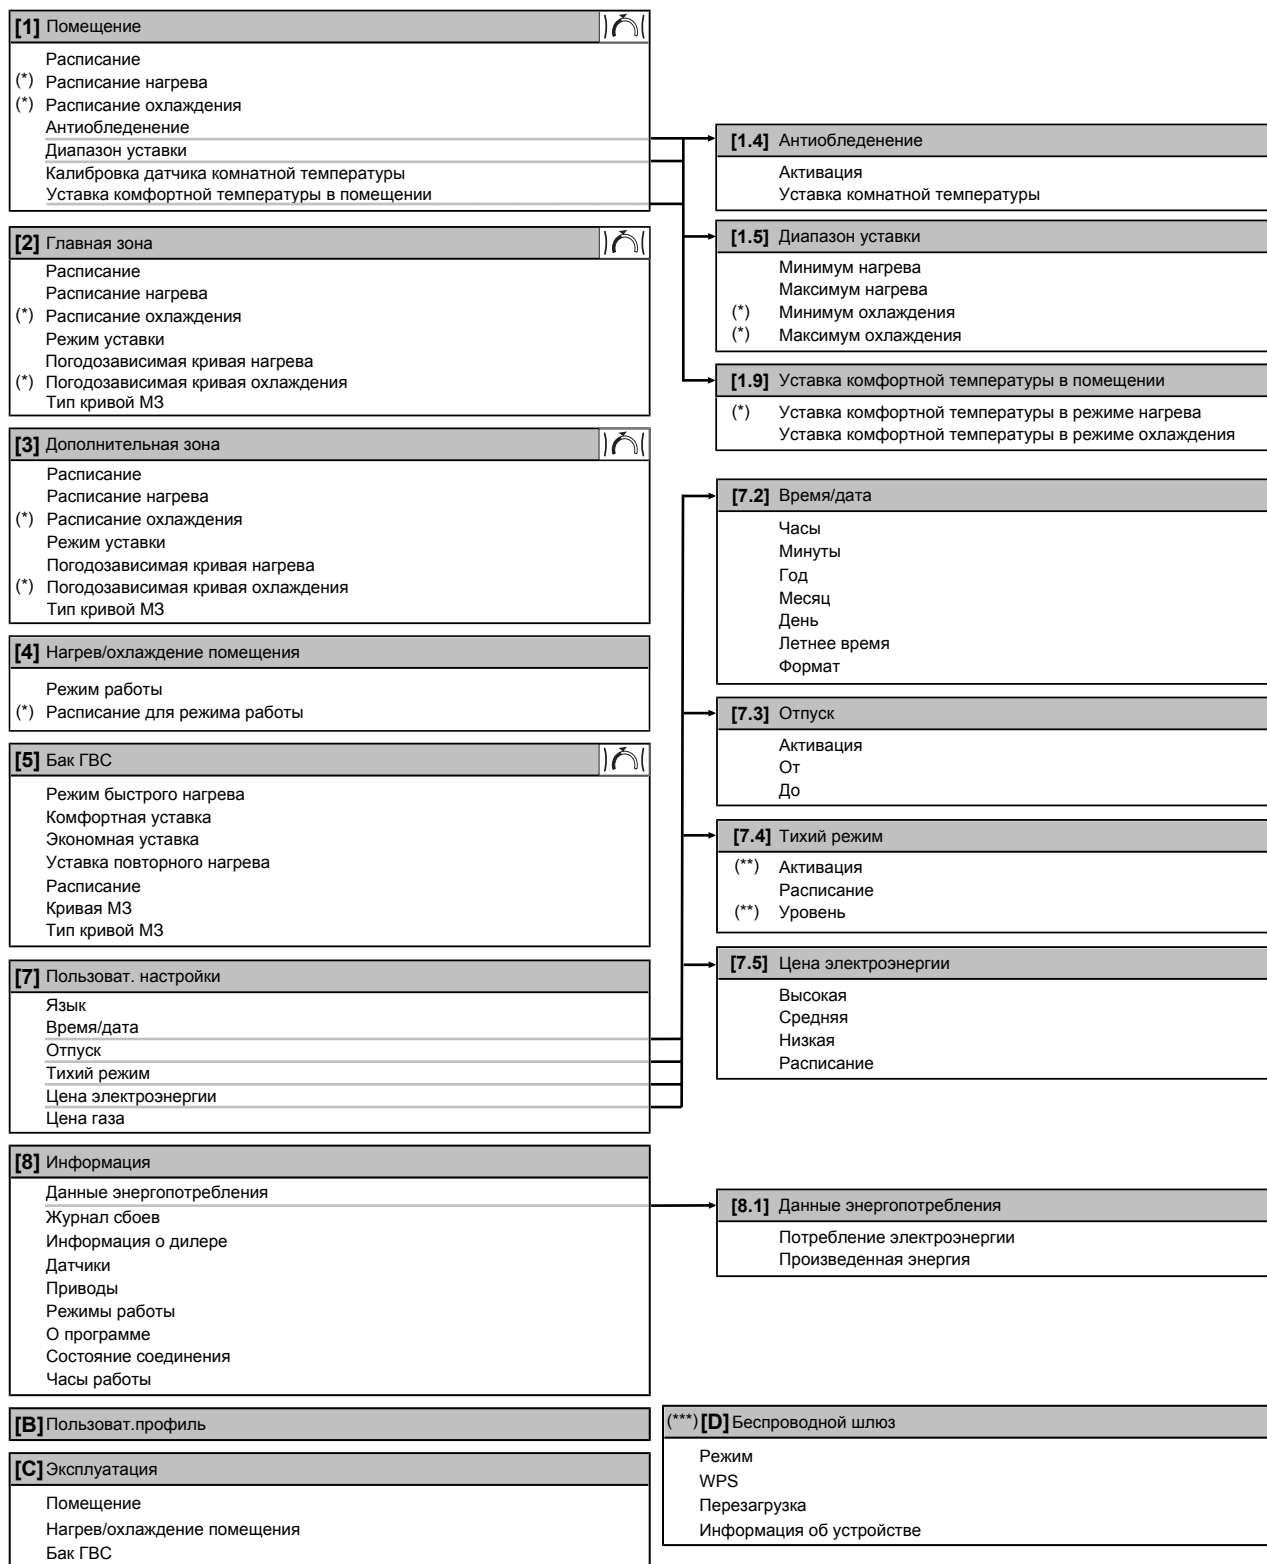 [1] Помещение
Расписание
(*) Расписание нагрева
(*) Расписание охлаждения
Антиобледенение
Диапазон уставки
Калибровка датчика комнатной температуры
Уставка комфортной температуры в помещении
[2] Главная зона
Расписание
Расписание нагрева
(*) Расписание охлаждения
Режим уставки
Погодозависимая кривая нагрева
(*) Погодозависимая кривая охлаждения
Тип кривой МЗ
[3] Дополнительная зона
Расписание
Расписание нагрева
(*) Расписание охлаждения
Режим уставки
Погодозависимая кривая нагрева
(*) Погодозависимая кривая охлаждения
Тип кривой МЗ
[4] Нагрев/охлаждение помещения
Режим работы
(*) Расписание для режима работы
[5] Бак ГВС
Режим быстрого нагрева
Комфортная уставка
Экономная уставка
Уставка повторного нагрева
Расписание
Кривая МЗ
Тип кривой МЗ
[7] Пользоват. настройки
Язык
Время/дата
Отпуск
Тихий режим
Цена электроэнергии
Цена газа
[8] Информация
Данные энергопотребления
Журнал сбоев
Информация о дилере
Датчики
Приводы
Режимы работы
О программе
Состояние соединения
Часы работы
[B] Пользоват.профиль
[C] Эксплуатация
Помещение
Нагрев/охлаждение помещения
Бак ГВС
[1.4] Антиобледенение
Активация
Уставка комнатной температуры
[1.5] Диапазон уставки
Минимум нагрева
Максимум нагрева
(*) Минимум охлаждения
(*) Максимум охлаждения
[1.9] Уставка комфортной температуры в помещении
(*) Уставка комфортной температуры в режиме нагрева
Уставка комфортной температуры в режиме охлаждения
[7.2] Время/дата
Часы
Минуты
Год
Месяц
День
Летнее время
Формат
[7.3] Отпуск
Активация
От
До
[7.4] Тихий режим
(**) Активация
Расписание
(**) Уровень
[7.5] Цена электроэнергии
Высокая
Средняя
Низкая
Расписание
[8.1] Данные энергопотребления
Потребление электроэнергии
Произведенная энергия
(***) [D] Беспроводной шлюз
Режим
WPS
Перезагрузка
Информация об устройстве